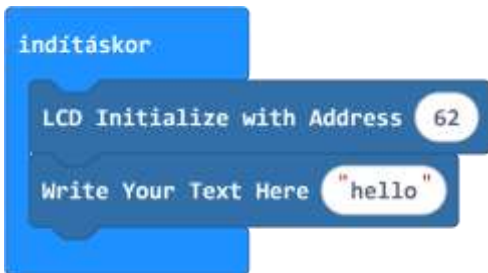 indításkor
LCD Initialize with Address 62
Write Your Text Here "hello"